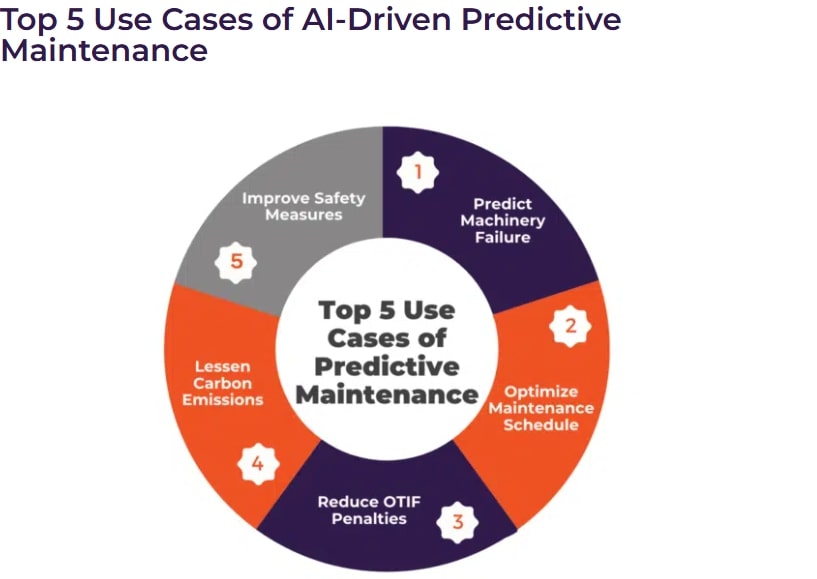 Top 5 Use Cases of AI-Driven Predictive
Maintenance
1
Predict
Machinery
Failure
2
Optimize
Maintenance
Schedule
Reduce OTIF
Penalties
3
Lessen
Carbon
Emissions
4
Improve Safety
Measures
5
Top 5 Use
Cases of
Predictive
Maintenance